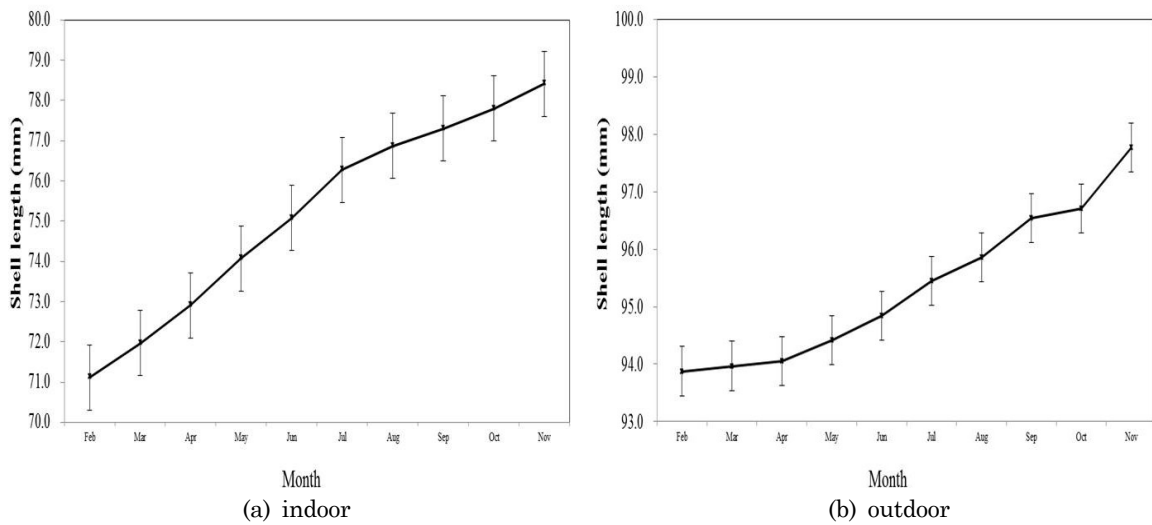 80.0
79.0
78.0
77.0
76.0
75.0
74.0
73.0
72.0
71.0
70.0
Shell length (mm)
Feb Mar Apr May Jun Jul Aug Sep Oct Nov
Month
(a) indoor
100.0
99.0
98.0
97.0
96.0
95.0
94.0
93.0
Shell length (mm)
Feb Mar Apr May Jun Jul Aug Sep Oct Nov
Month
(b) outdoor